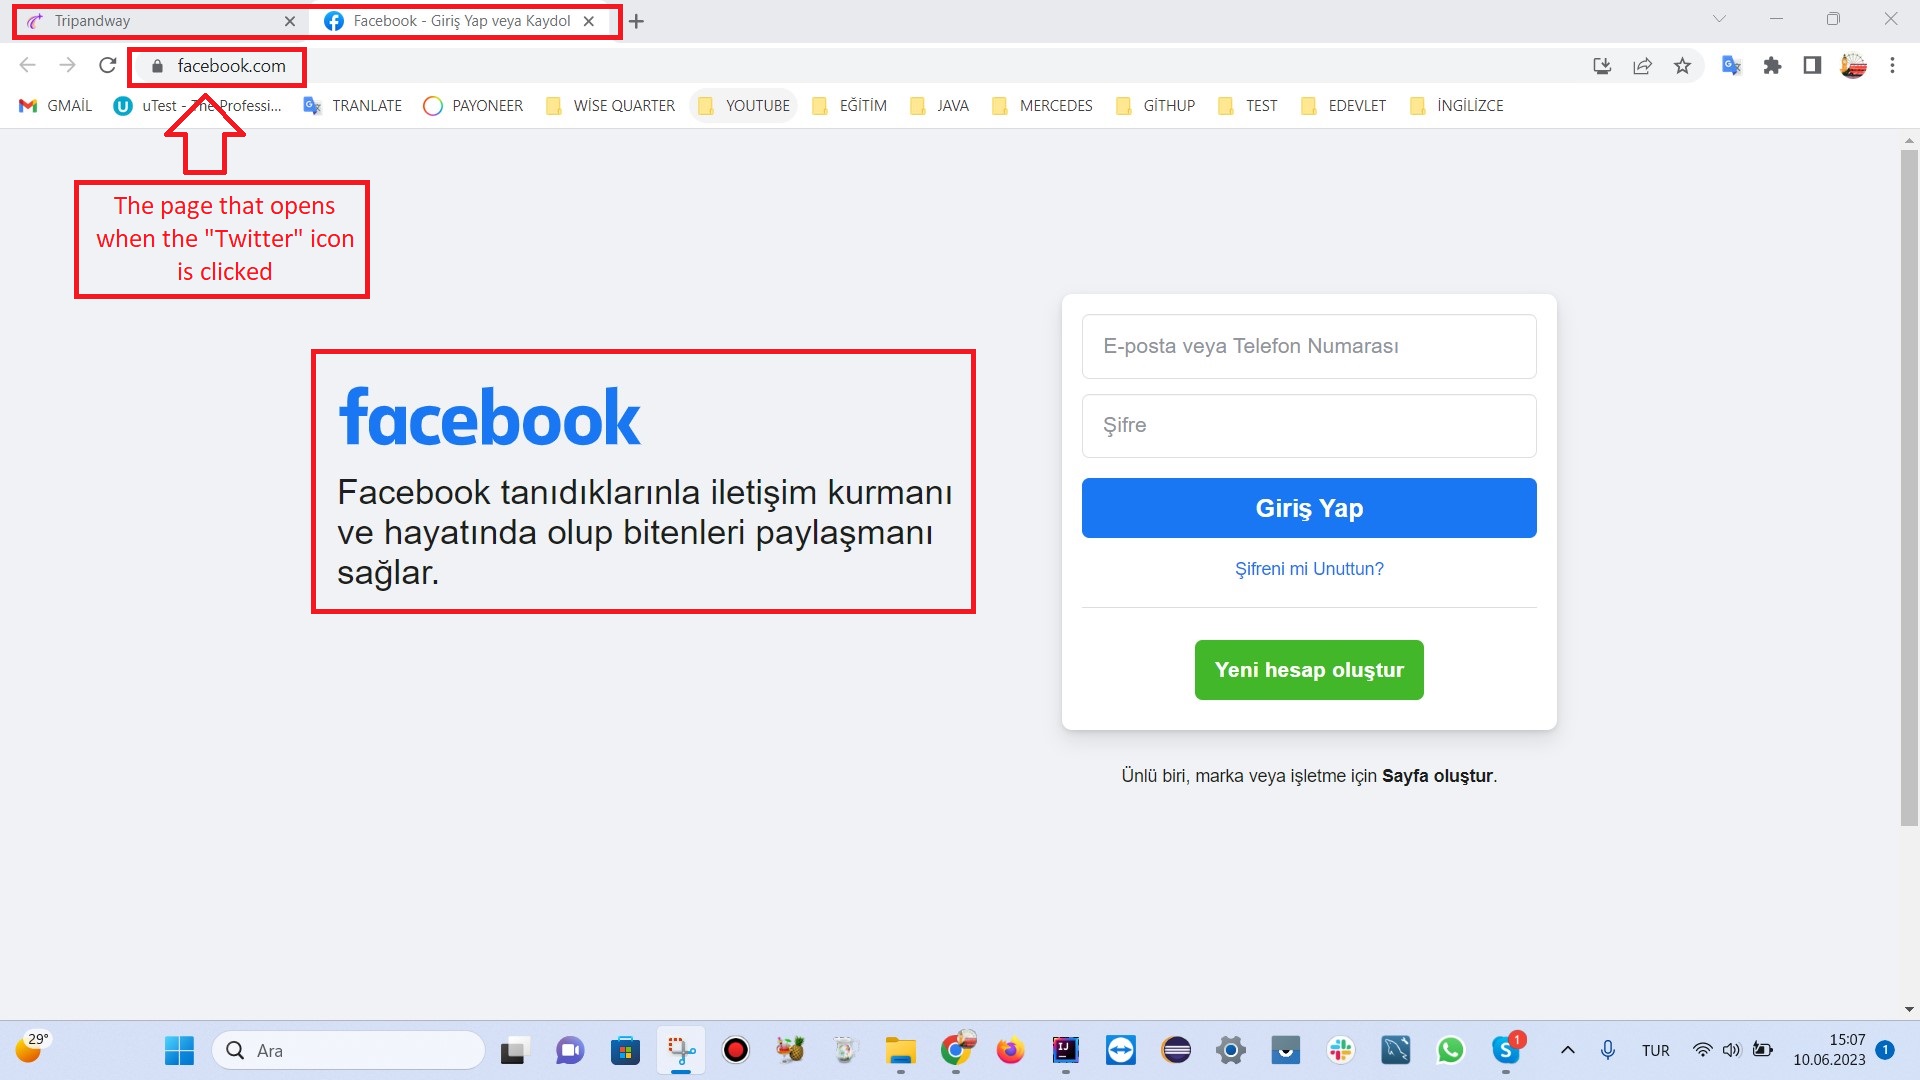 Tripandway
Facebook - Giriş Yap veya Kaydol
facebook.com
GMAİL
uTest - The Professi...
TRANLATE
PAYONEER
WİSE QUARTER
YOUTUBE
EĞİTİM
JAVA
MERCEDES
GİTHUP
TEST
EDEVLET
İNGİLİZCE
The page that opens
when the "Twitter" icon
is clicked
facebook
Facebook tanıdıklarınla iletişim kurmanı
ve hayatında olup bitenleri paylaşmanı
sağlar.
E-posta veya Telefon Numarası
Şifre
Giriş Yap
Şifreni mi Unuttun?
Yeni hesap oluştur
Ünlü biri, marka veya işletme için Sayfa oluştur.
29°
Ara
IJ
S
1
TUR
15:07
10.06.2023
1